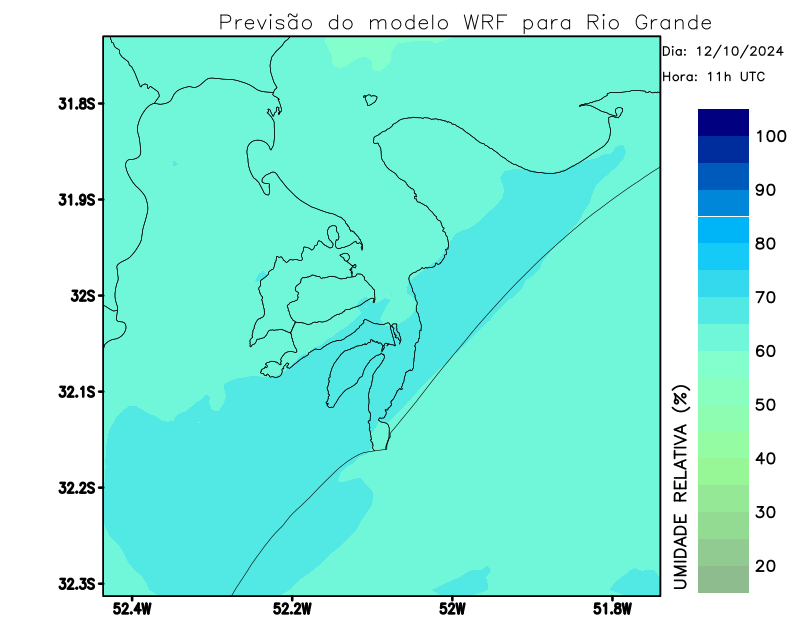 Previsão do modelo WRF para Rio Grande
Dia: 12/10/2024
Hora: 11h UTC
31.8S
31.9S
32S
32.1S
32.2S
32.3S
52.4W
52.2W
52W
51.8W
100
90
80
70
60
50
40
30
20
UMIDADE RELATIVA (%)